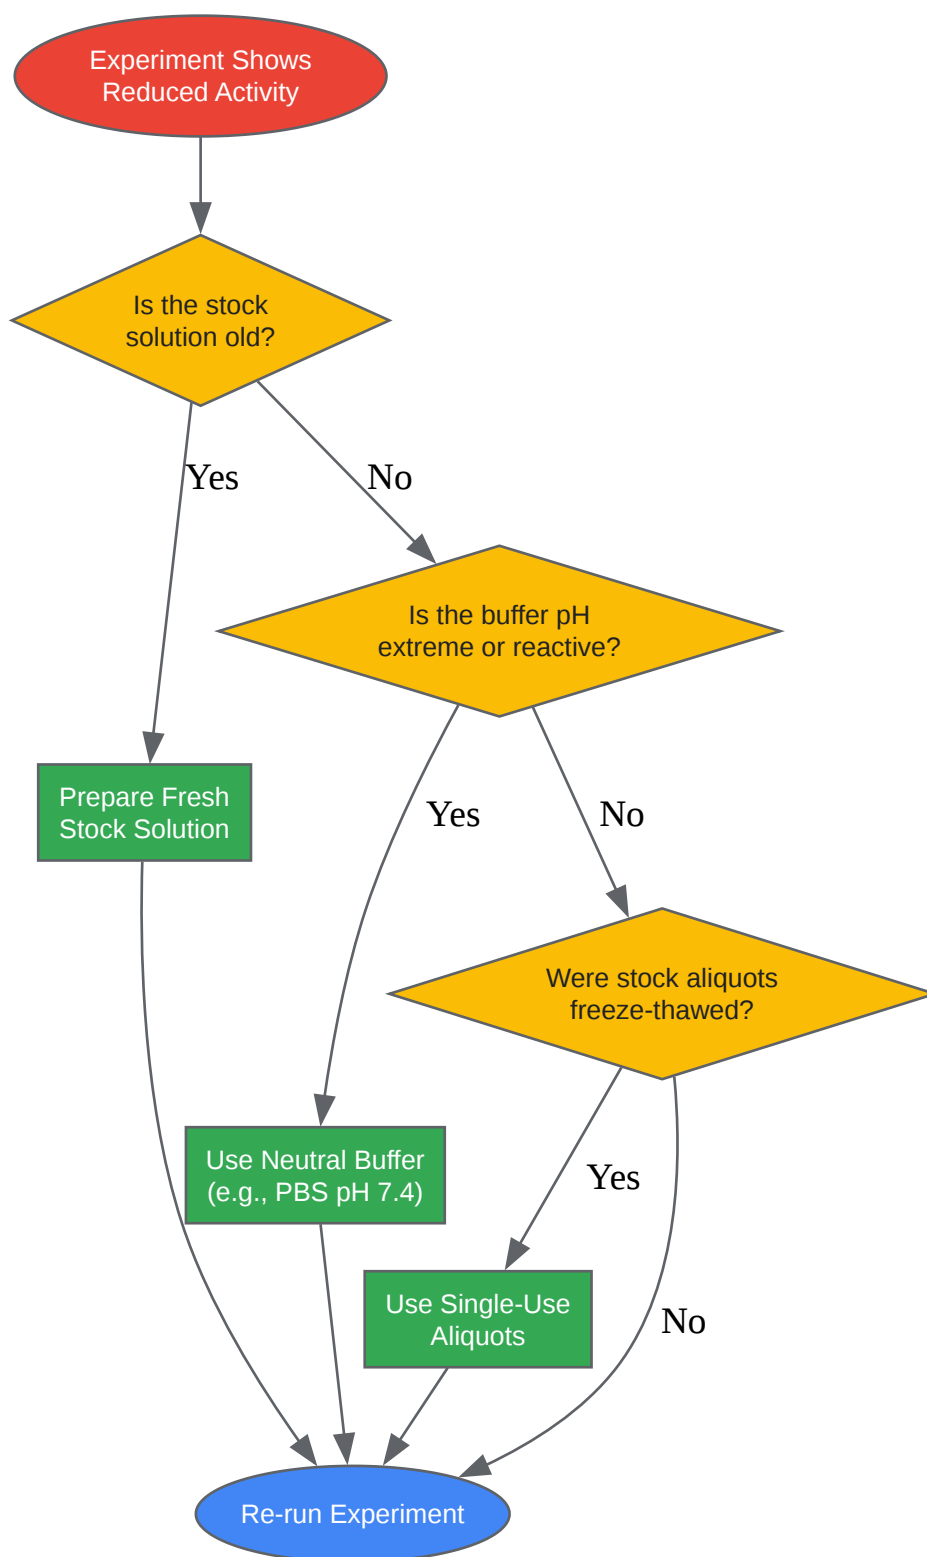 Experiment Shows
Reduced Activity
Is the stock
solution old?
Yes
No
Is the buffer pH
extreme or reactive?
Prepare Fresh
Stock Solution
Yes
No
Were stock aliquots
freeze-thawed?
Use Neutral Buffer
(e.g., PBS pH 7.4)
Yes
Use Single-Use
Aliquots
No
Re-run Experiment